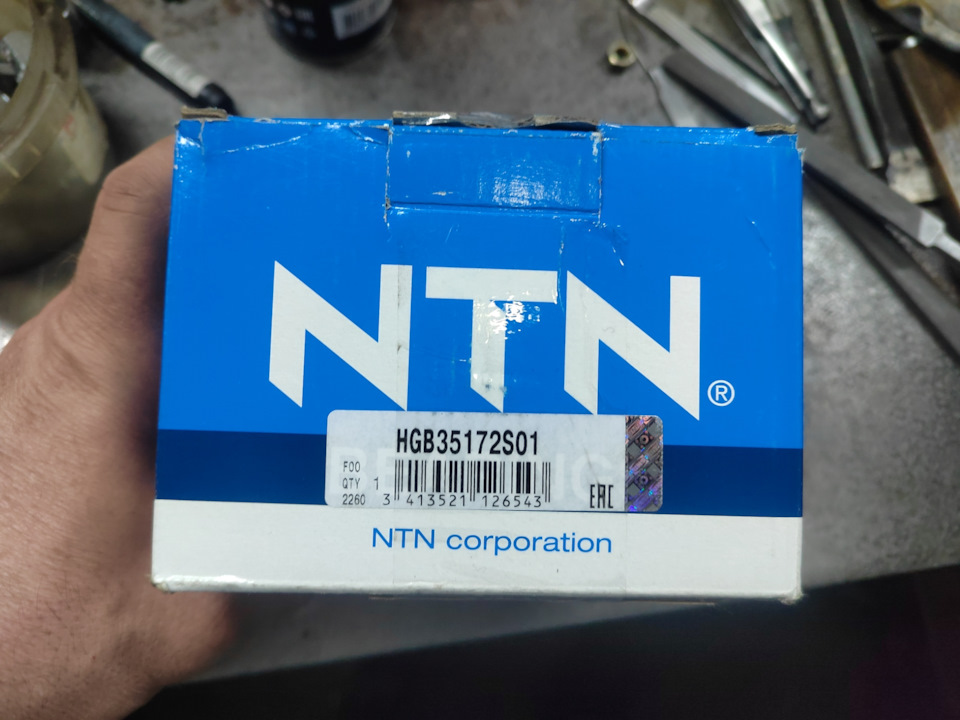 NTN®
HGB35172S01
F00
QTY 1
2260
3 413521 126543
EAC
NTN corporation